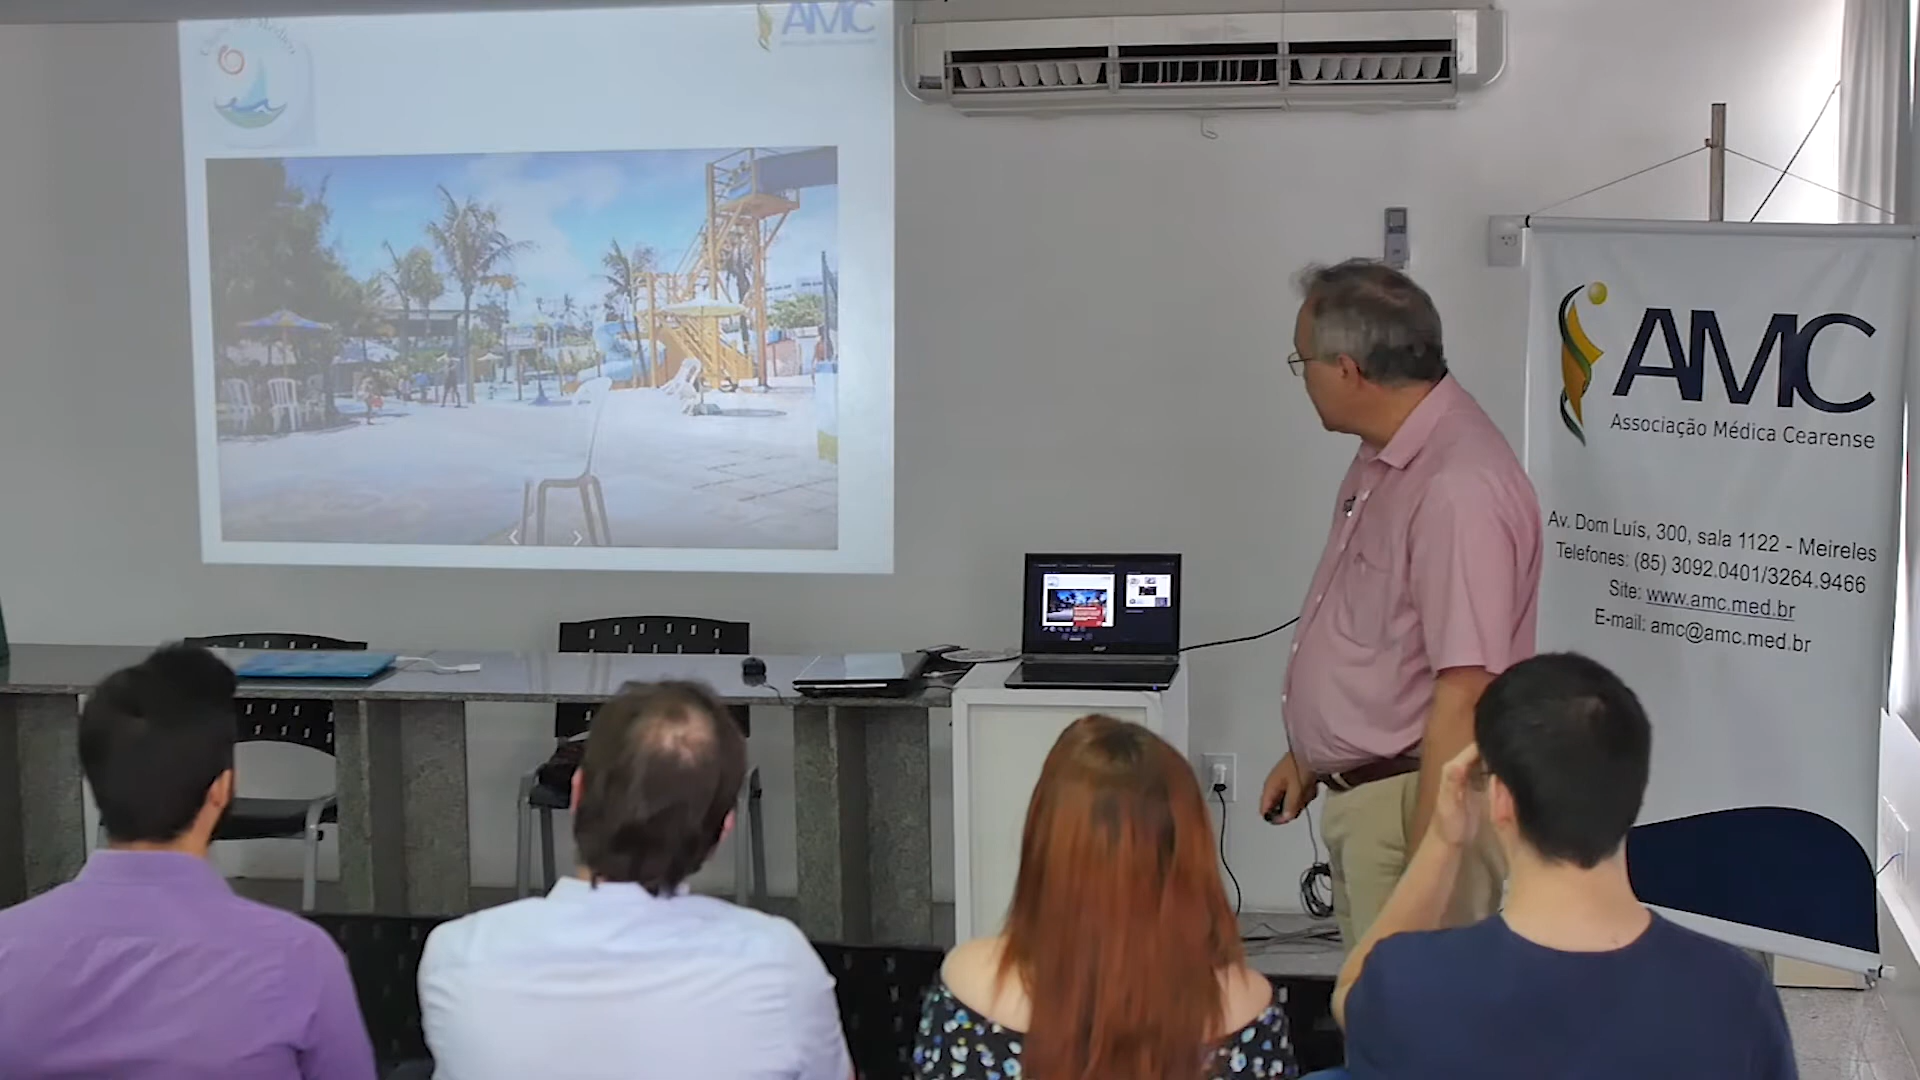 AMC
AMC
Associação Médica Cearense
Av. Dom Luís, 300, sala 1122 - Meireles
Telefones: (85) 3092.0401/3264.9466
Site: www.amc.med.br
E-mail: amc@amc.med.br